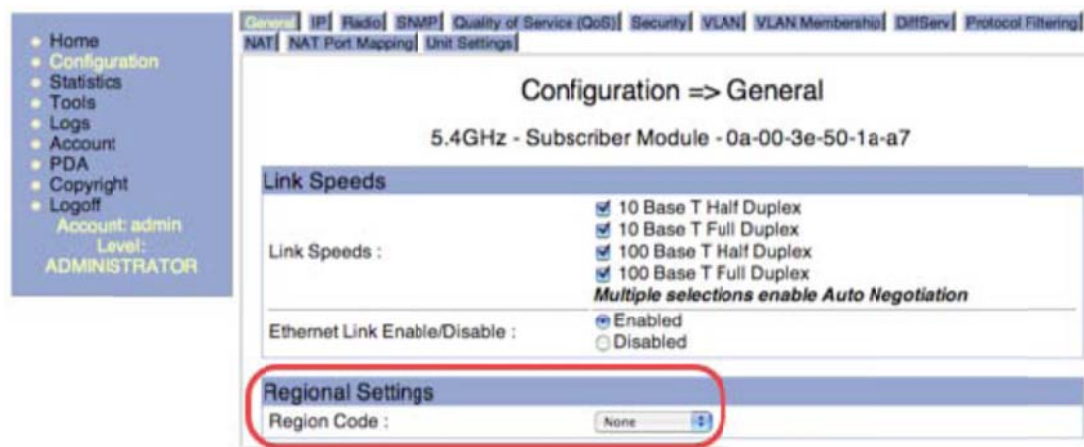 Home
Configuration
Statistics
Tools
Logs
Account
PDA
Copyright
Logoff
Account: admin
Level:
ADMINISTRATOR
General IP Radio SNMP Quality of Service (QoS) Security VLAN VLAN Membership DiffServ Protocol Filtering
NAT NAT Port Mapping Unit Settings
Configuration => General
5.4GHz - Subscriber Module - 0a-00-3e-50-1a-a7
Link Speeds
Link Speeds :
10 Base T Half Duplex
10 Base T Full Duplex
100 Base T Half Duplex
100 Base T Full Duplex
Multiple selections enable Auto Negotiation
Ethernet Link Enable/Disable :
Enabled
Disabled
Regional Settings
Region Code :
None